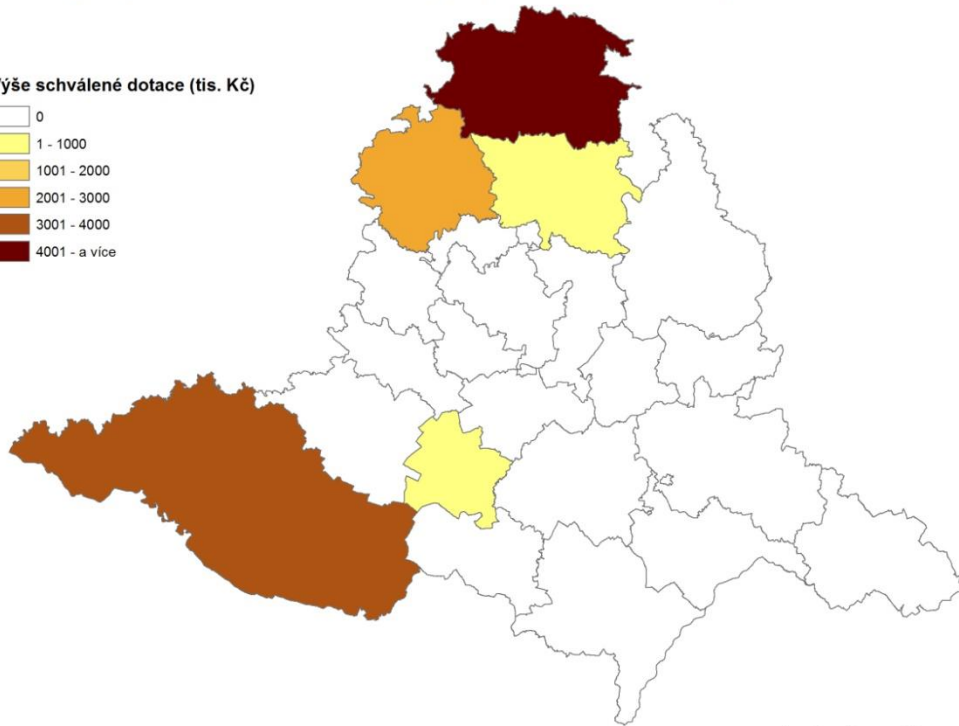 ýše schválené dotace (tis. Kč)
0
1 - 1000
1001 - 2000
2001 - 3000
3001 - 4000
4001 - a více